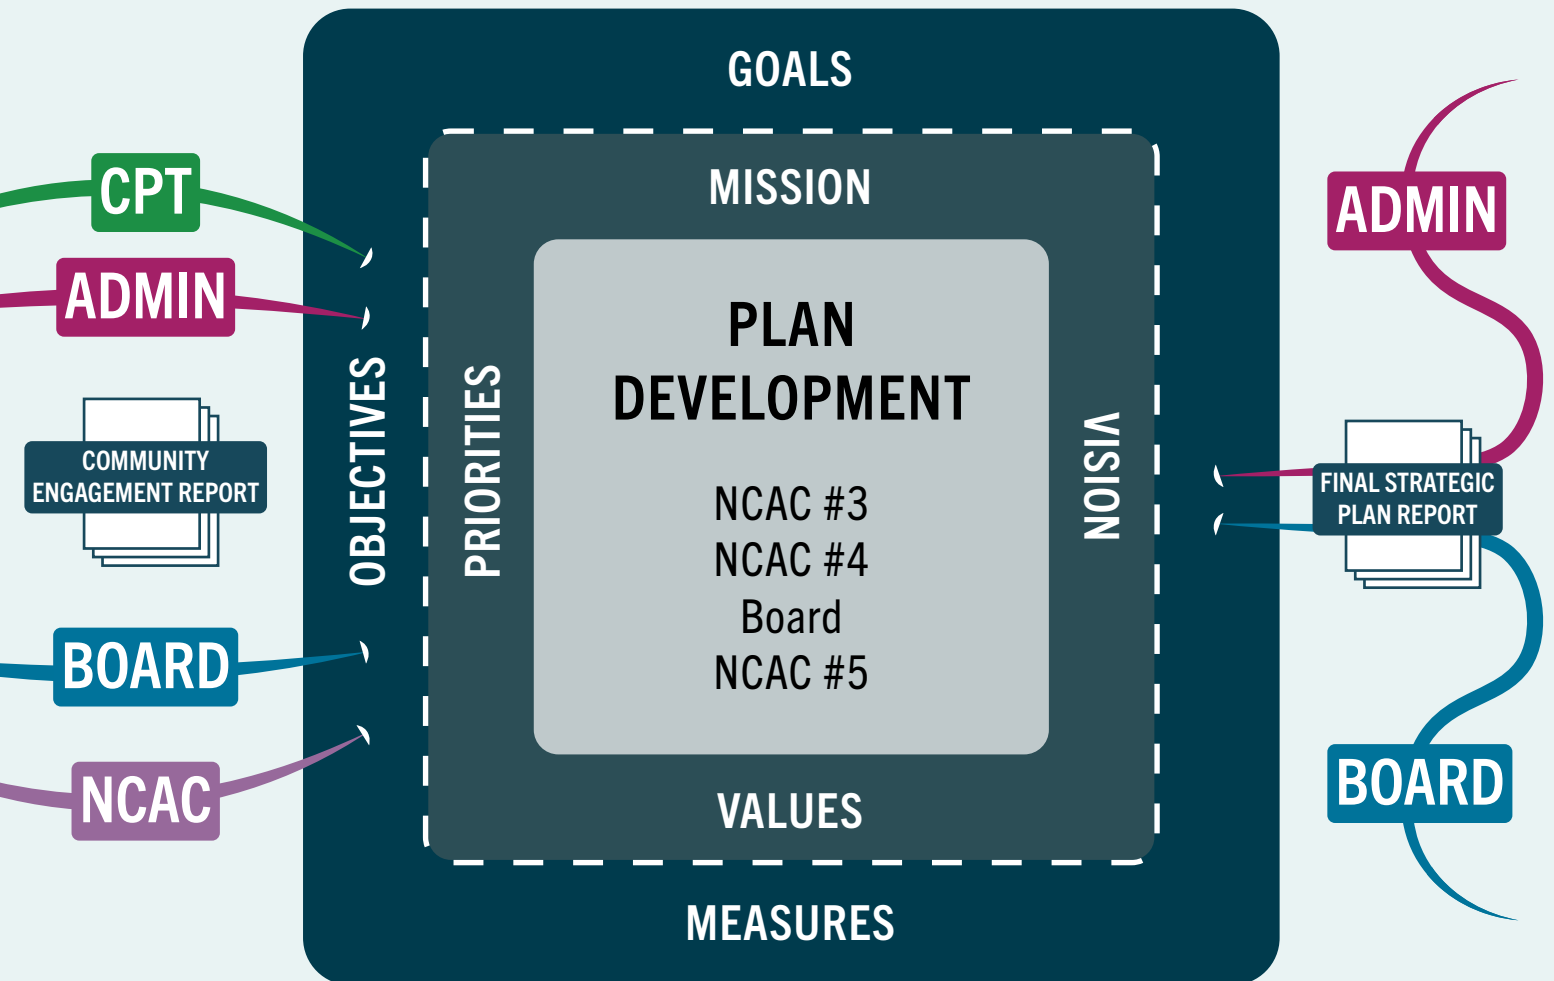 GOALS
MISSION
CPT
ADMIN
COMMUNITY
ENGAGEMENT REPORT
BOARD
NCAC
OBJECTIVES
PRIORITIES
PLAN
DEVELOPMENT
NCAC #3
NCAC #4
Board
NCAC #5
VISION
VALUES
MEASURES
ADMIN
FINAL STRATEGIC
PLAN REPORT
BOARD